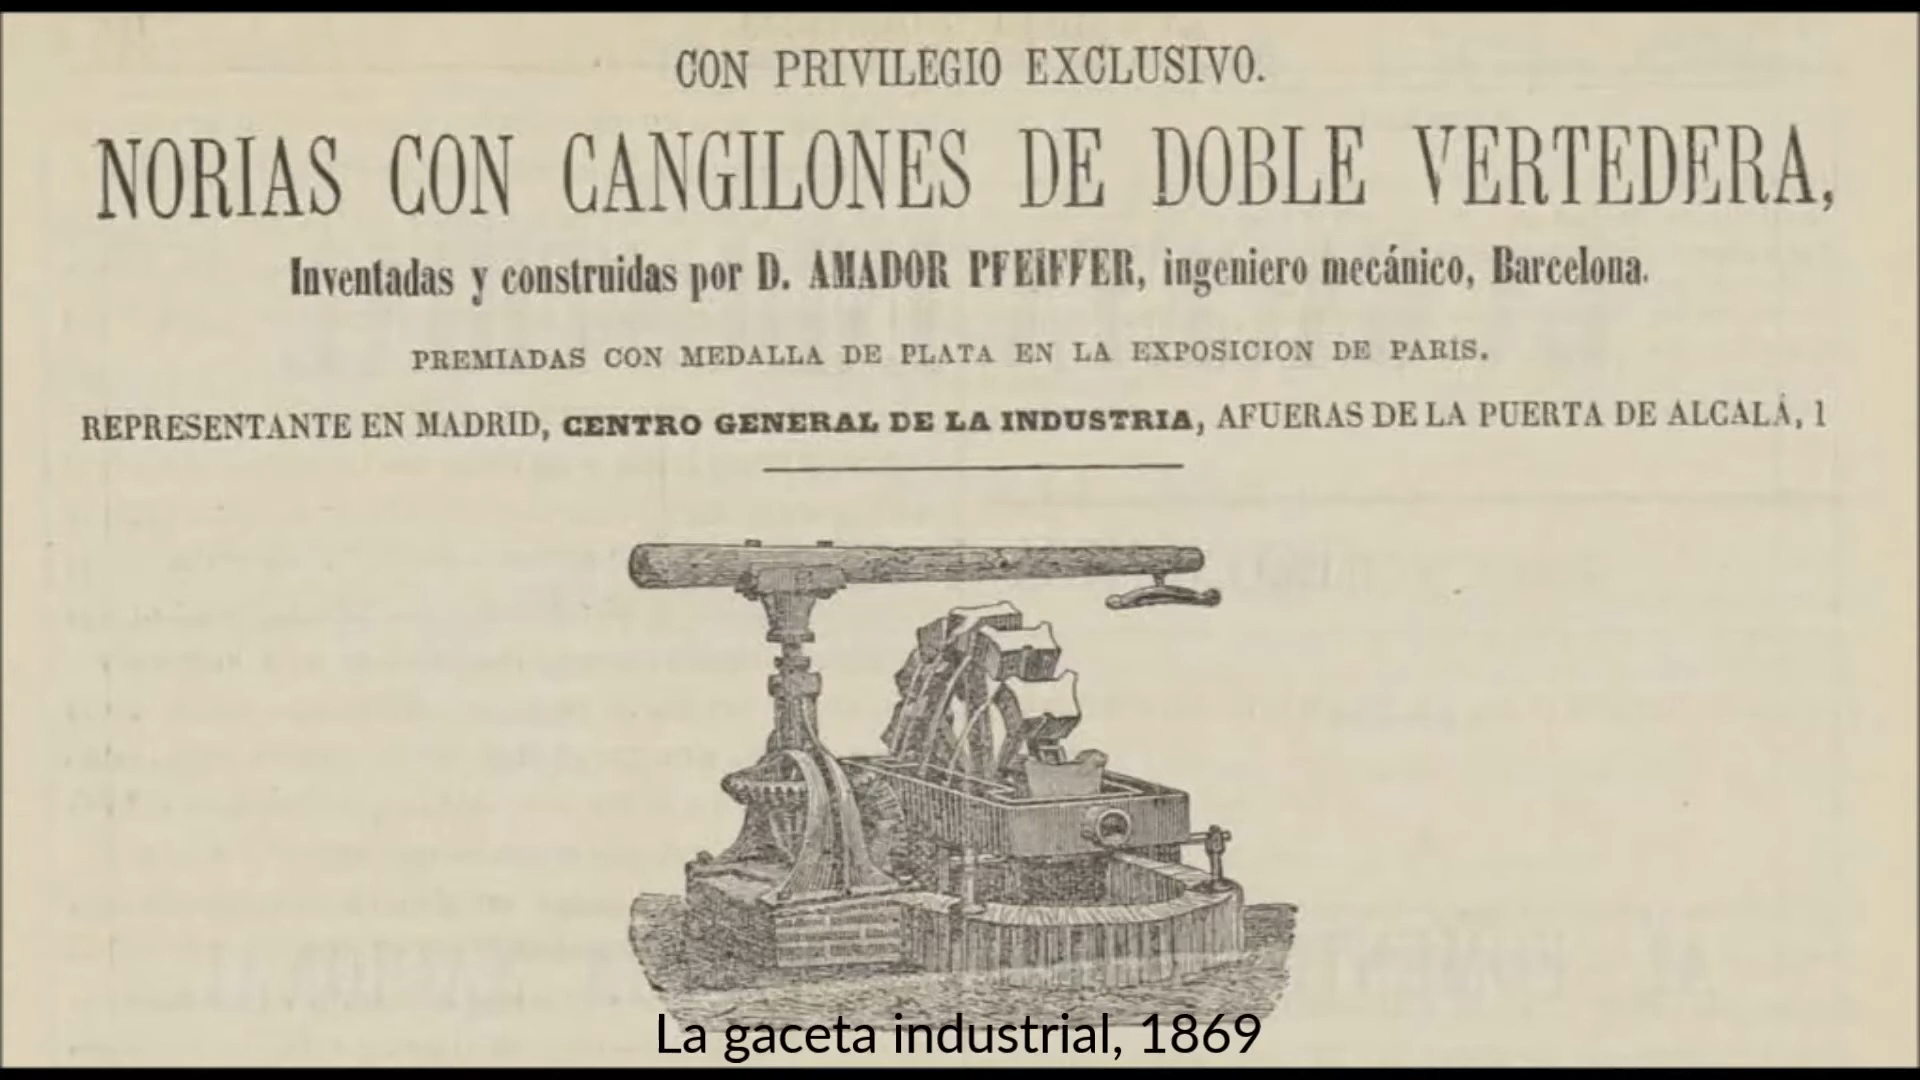 CON PRIVILEGIO EXCLUSIVO.
NORIAS CON CANGILONES DE DOBLE VERTEDERA,
Inventadas y construidas por D. AMADOR PFEIFFER, ingeniero mecánico, Barcelona.
PREMIADAS CON MEDALLA DE PLATA EN LA EXPOSICION DE PARIS.
REPRESENTANTE EN MADRID, CENTRO GENERAL DE LA INDUSTRIA, AFUERAS DE LA PUERTA DE ALCALÁ, 1
La gaceta industrial, 1869